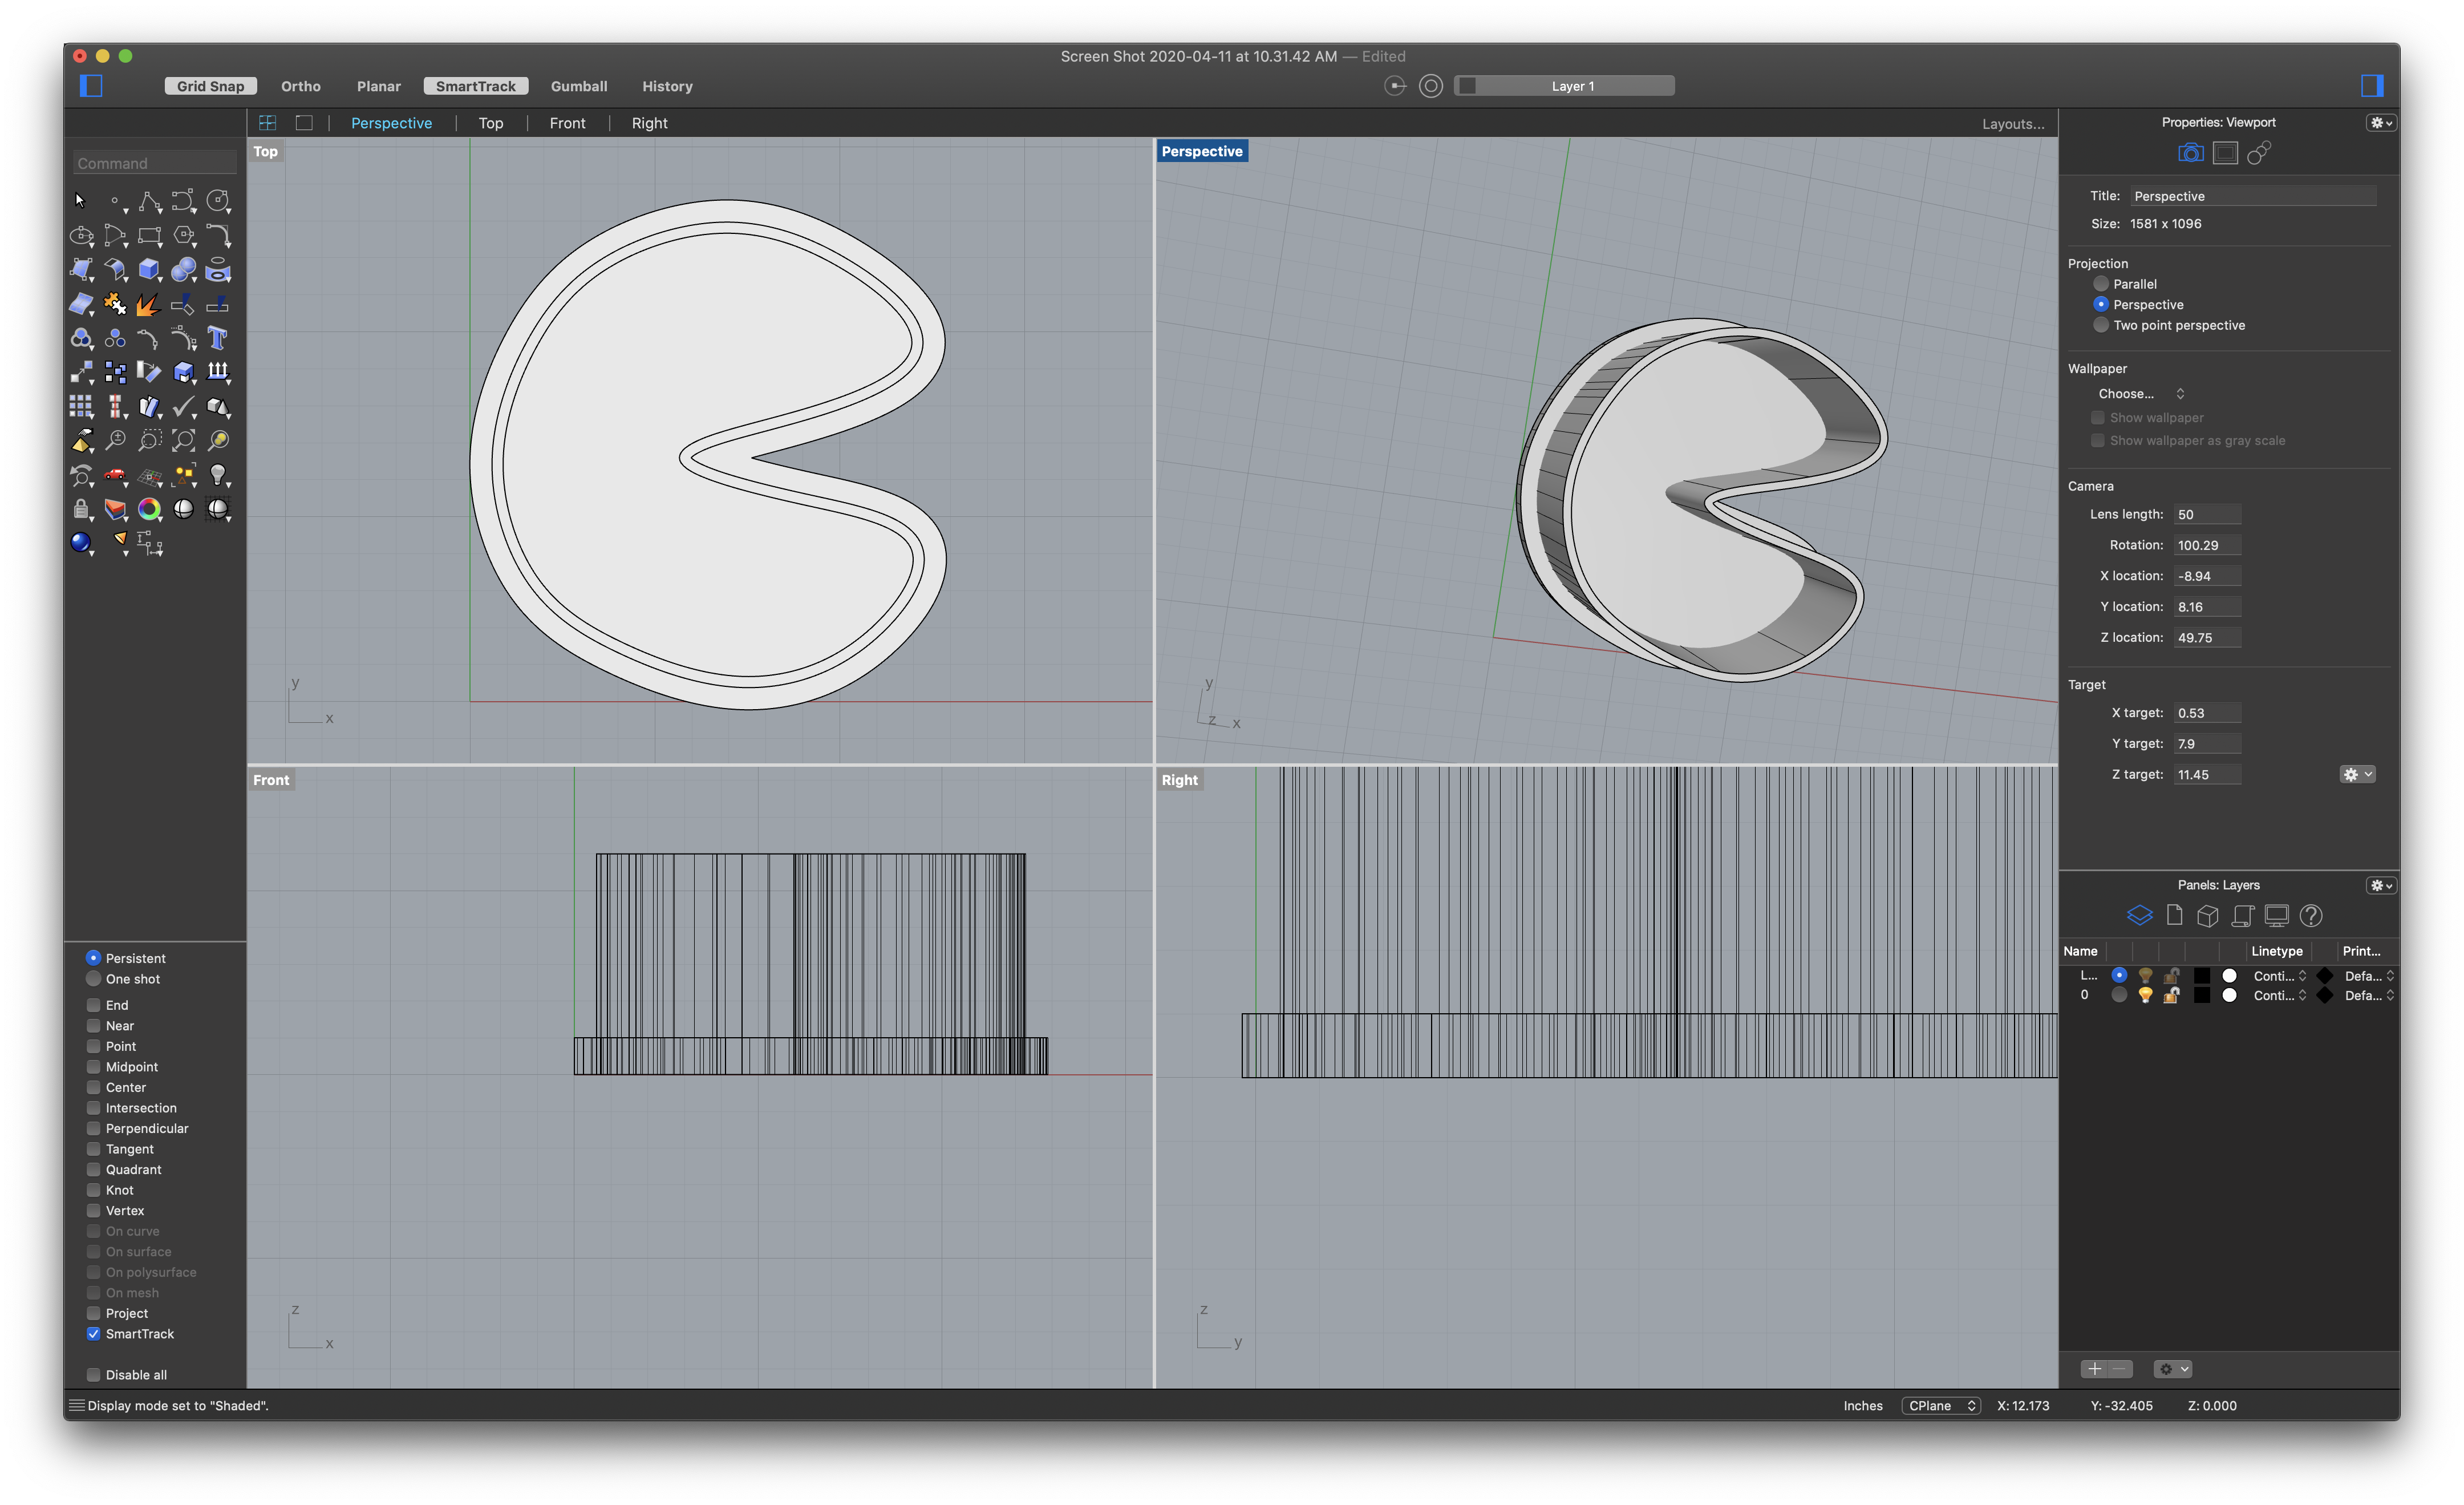 Screen Shot 2020-04-11 at 10.31.42 AM — Edited
Grid Snap Ortho Planar SmartTrack Gumball History Layer 1
Perspective Top Front Right Layouts...
Command
Top
Perspective
y
x
y
z x
Front
Right
z
x
z
y
Persistent
One shot
End
Near
Point
Midpoint
Center
Intersection
Perpendicular
Tangent
Quadrant
Knot
Vertex
On curve
On surface
On polysurface
On mesh
Project
SmartTrack
Disable all
Properties: Viewport
Title: Perspective
Size: 1581 x 1096
Projection
Parallel
Perspective
Two point perspective
Wallpaper
Choose...
Show wallpaper
Show wallpaper as gray scale
Camera
Lens length: 50
Rotation: 100.29
X location: -8.94
Y location: 8.16
Z location: 49.75
Target
X target: 0.53
Y target: 7.9
Z target: 11.45
Panels: Layers
Name Linetype Print...
L... Conti... Defa...
0 Conti... Defa...
Display mode set to "Shaded". Inches CPlane X: 12.173 Y: -32.405 Z: 0.000